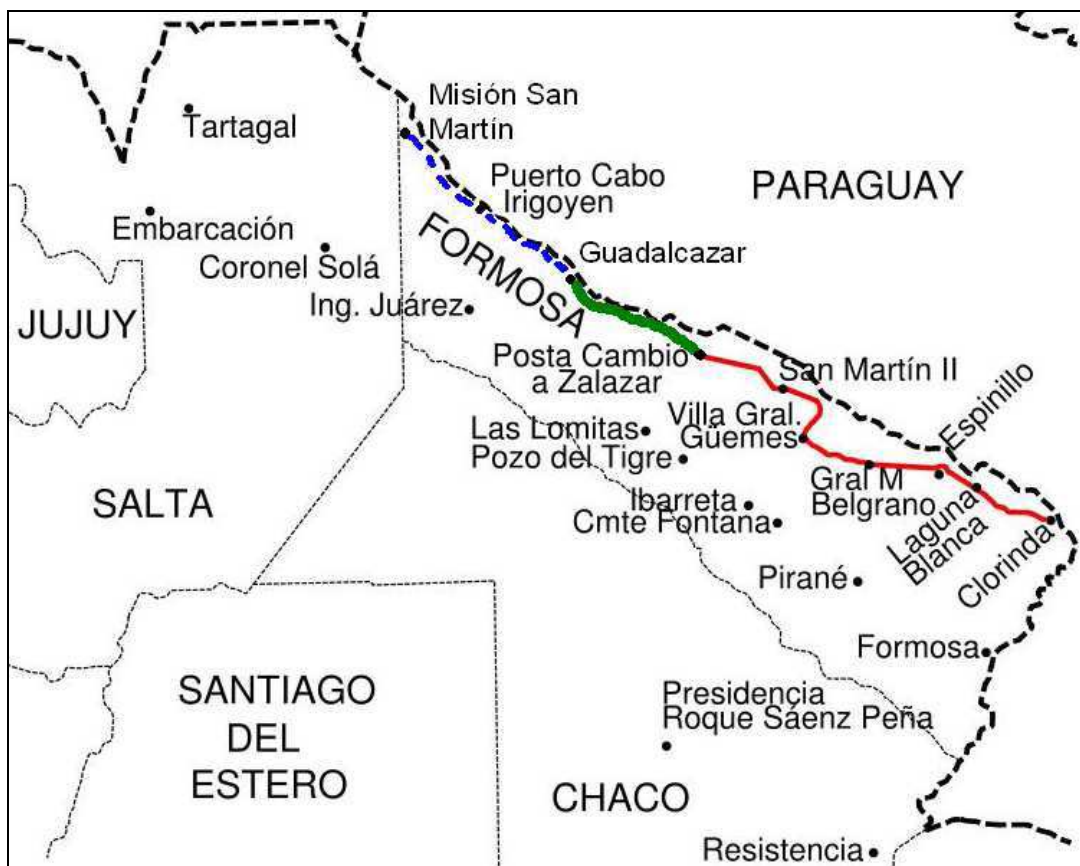 Misión San
Martín
Tartagal
Puerto Cabo
Irigoyen
PARAGUAY
Embarcación
Coronel Solá
FORMOSA
Guadalcazar
Ing. Juárez
JUJUY
Posta Cambio
a Zalazar
San Martín II
Espinillo
Villa Gral.
Güemes
Las Lomitas
Pozo del Tigre
Gral M
Belgrano
SALTA
Ibarreta
Cmte Fontana
Laguna
Blanca
Clorinda
Pirané
Formosa
SANTIAGO
DEL
ESTERO
Presidencia
Roque Sáenz Peña
CHACO
Resistencia